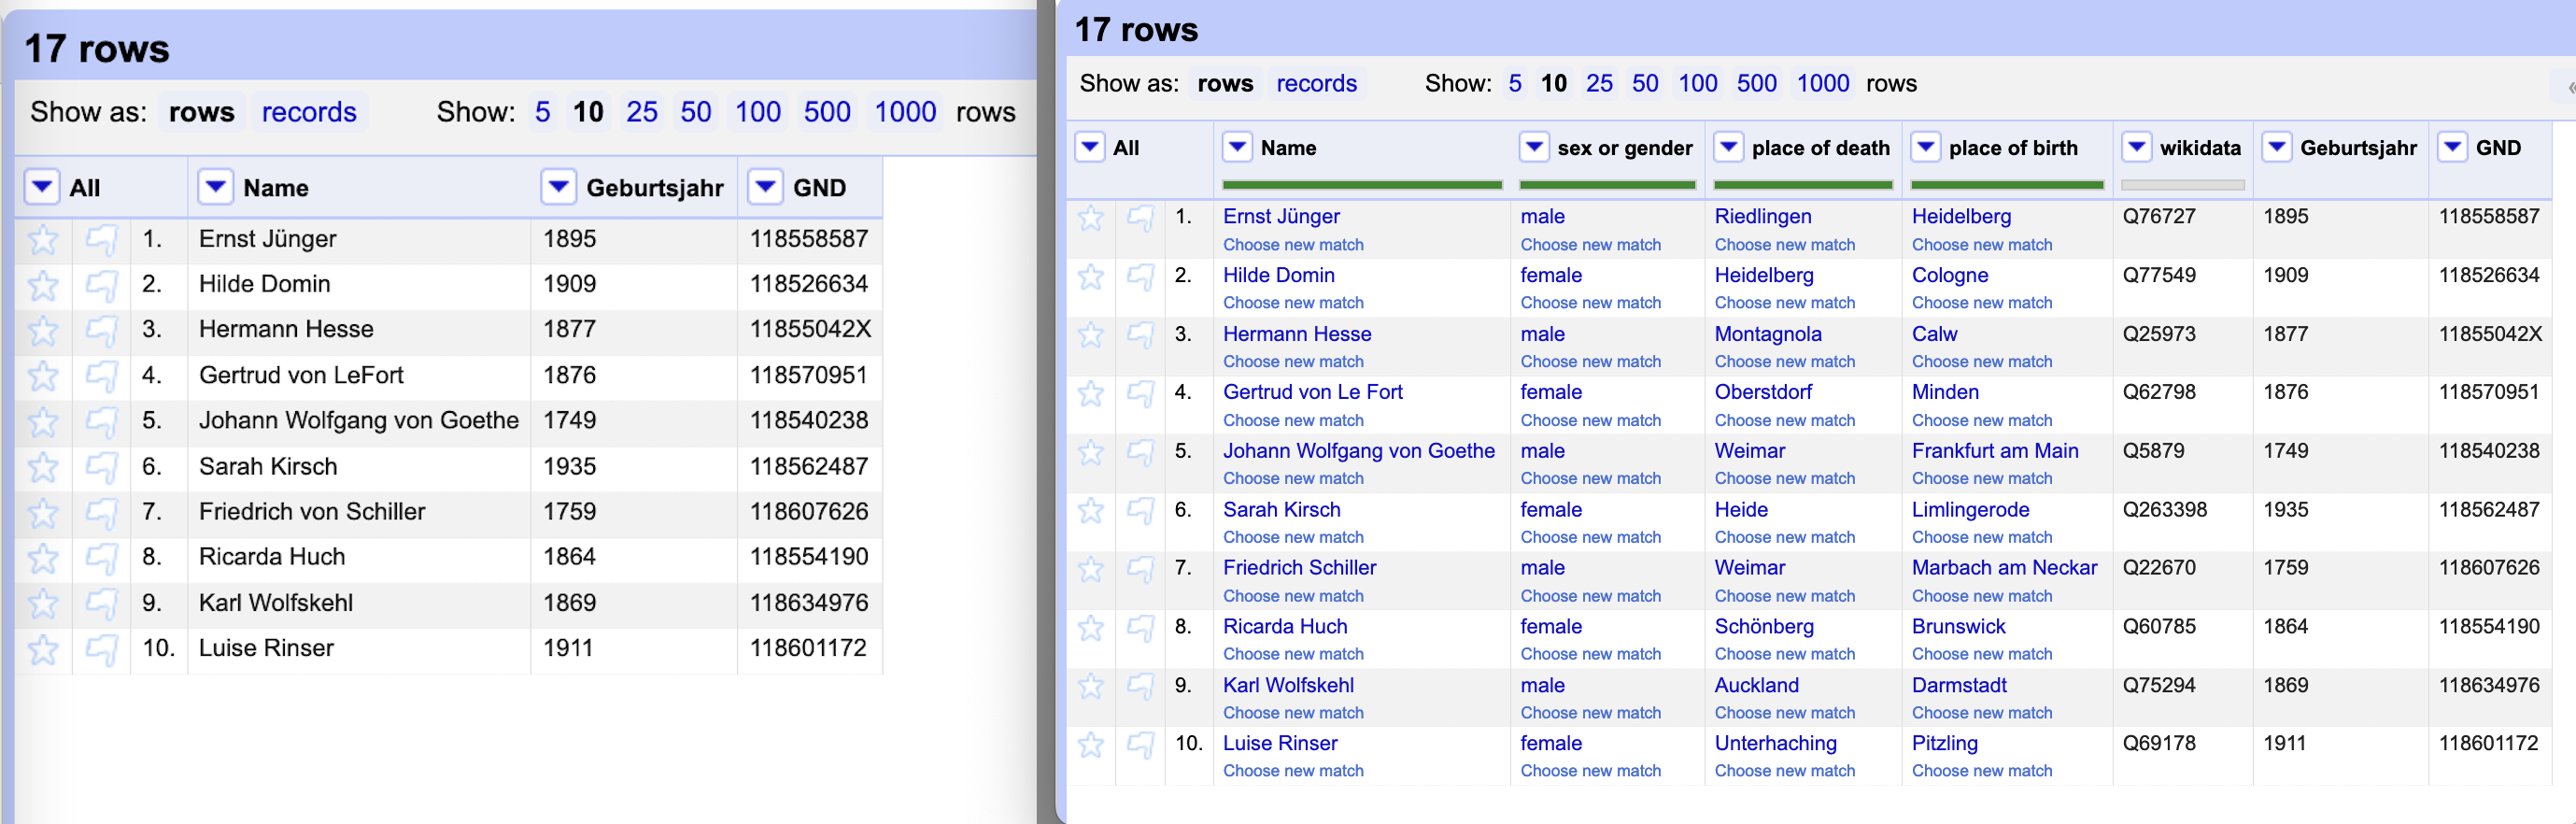 17 rows
Show as: rows records Show: 5 10 25 50 100 500 1000 rows
All Name Geburtsjahr GND
1. Ernst Jünger 1895 118558587
2. Hilde Domin 1909 118526634
3. Hermann Hesse 1877 11855042X
4. Gertrud von LeFort 1876 118570951
5. Johann Wolfgang von Goethe 1749 118540238
6. Sarah Kirsch 1935 118562487
7. Friedrich von Schiller 1759 118607626
8. Ricarda Huch 1864 118554190
9. Karl Wolfskehl 1869 118634976
10. Luise Rinser 1911 118601172
17 rows
Show as: rows records Show: 5 10 25 50 100 500 1000 rows «
All Name sex or gender place of death place of birth wikidata Geburtsjahr GND
1. Ernst Jünger male Riedlingen Heidelberg Q76727 1895 118558587
Choose new match Choose new match Choose new match Choose new match
2. Hilde Domin female Heidelberg Cologne Q77549 1909 118526634
Choose new match Choose new match Choose new match Choose new match
3. Hermann Hesse male Montagnola Calw Q25973 1877 11855042X
Choose new match Choose new match Choose new match Choose new match
4. Gertrud von Le Fort female Oberstdorf Minden Q62798 1876 118570951
Choose new match Choose new match Choose new match Choose new match
5. Johann Wolfgang von Goethe male Weimar Frankfurt am Main Q5879 1749 118540238
Choose new match Choose new match Choose new match Choose new match
6. Sarah Kirsch female Heide Limlingerode Q263398 1935 118562487
Choose new match Choose new match Choose new match Choose new match
7. Friedrich Schiller male Weimar Marbach am Neckar Q22670 1759 118607626
Choose new match Choose new match Choose new match Choose new match
8. Ricarda Huch female Schönberg Brunswick Q60785 1864 118554190
Choose new match Choose new match Choose new match Choose new match
9. Karl Wolfskehl male Auckland Darmstadt Q75294 1869 118634976
Choose new match Choose new match Choose new match Choose new match
10. Luise Rinser female Unterhaching Pitzling Q69178 1911 118601172
Choose new match Choose new match Choose new match Choose new match